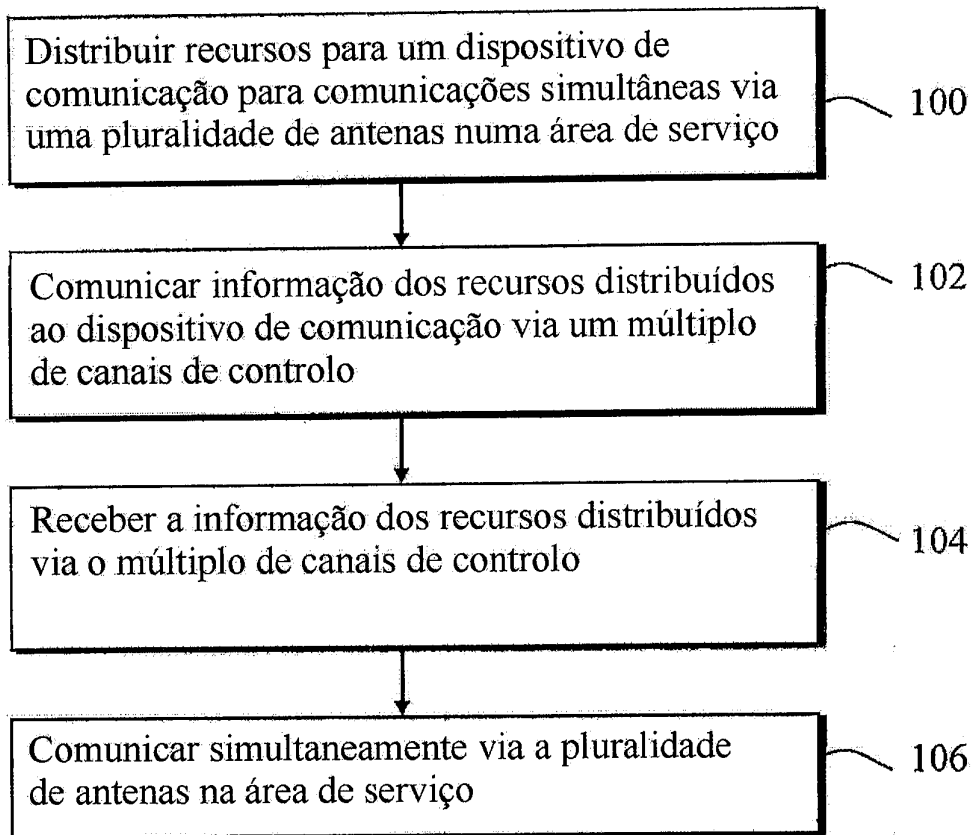 Distribuir recursos para um dispositivo de
comunicação para comunicações simultâneas via
uma pluralidade de antenas numa área de serviço
100
Comunicar informação dos recursos distribuídos
ao dispositivo de comunicação via um múltiplo
de canais de controlo
102
Receber a informação dos recursos distribuídos
via o múltiplo de canais de controlo
104
Comunicar simultaneamente via a pluralidade
de antenas na área de serviço
106